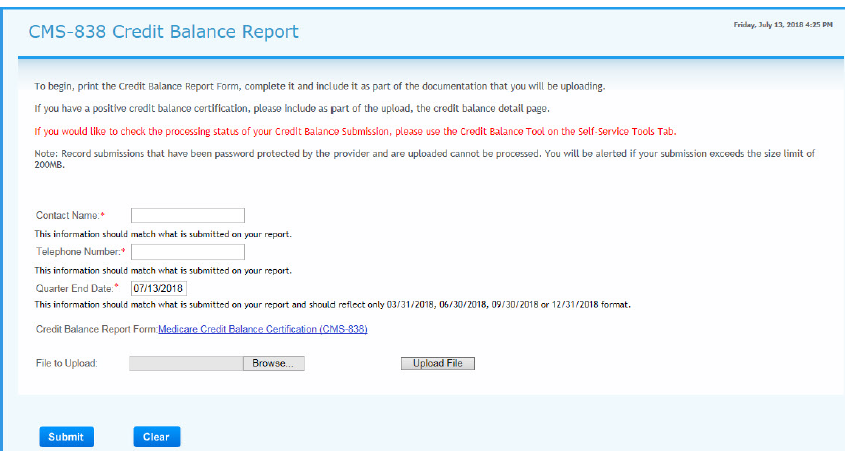 CMS-838 Credit Balance Report
Friday, July 13, 2018 4:25 PM
To begin, print the Credit Balance Report Form, complete it and include it as part of the documentation that you will be uploading.
If you have a positive credit balance certification, please include as part of the upload, the credit balance detail page.
If you would like to check the processing status of your Credit Balance Submission, please use the Credit Balance Tool on the Self-Service Tools Tab.
Note: Record submissions that have been password protected by the provider and are uploaded cannot be processed. You will be alerted if your submission exceeds the size limit of
200MB.
Contact Name:*
This information should match what is submitted on your report.
Telephone Number:*
This information should match what is submitted on your report.
Quarter End Date:* 07/13/2018
This information should match what is submitted on your report and should reflect only 03/31/2018, 06/30/2018, 09/30/2018 or 12/31/2018 format.
Credit Balance Report Form:Medicare Credit Balance Certification (CMS-838)
File to Upload: Browse... Upload File
Submit Clear